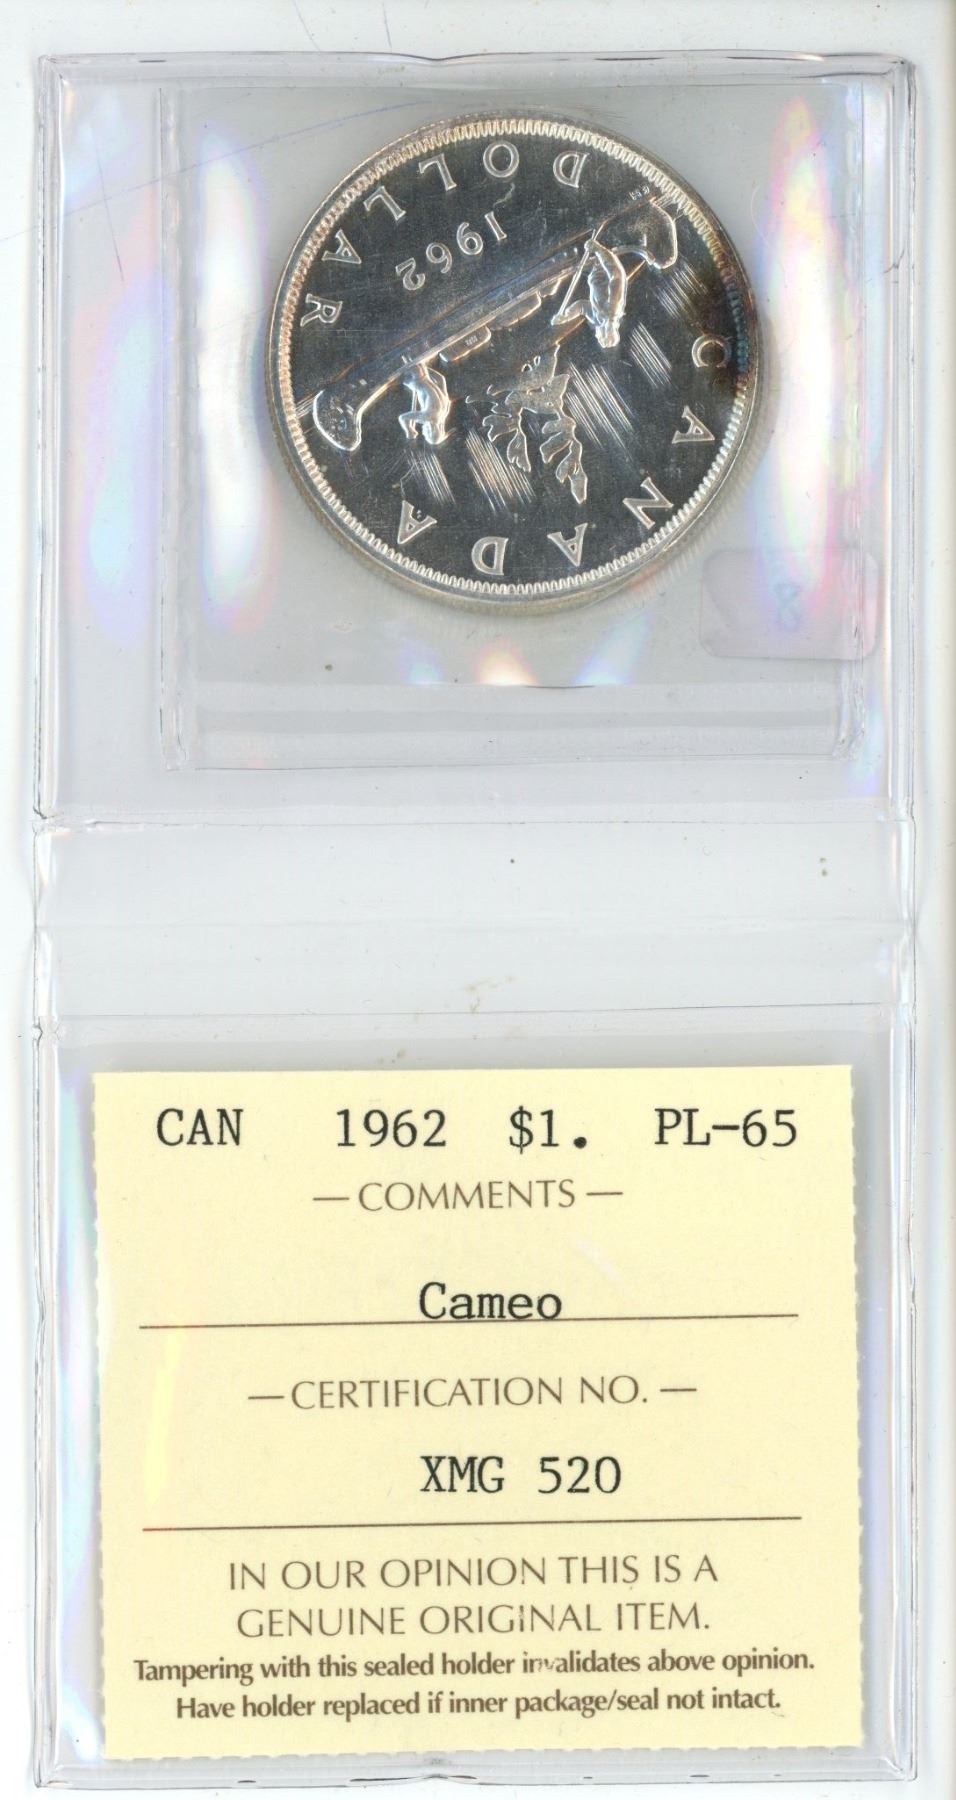 CANADA
1962
DOLLAR
8
CAN 1962 $1. PL-65
— COMMENTS —
Cameo
— CERTIFICATION NO. —
XMG 520
IN OUR OPINION THIS IS A
GENUINE ORIGINAL ITEM.
Tampering with this sealed holder invalidates above opinion.
Have holder replaced if inner package/seal not intact.